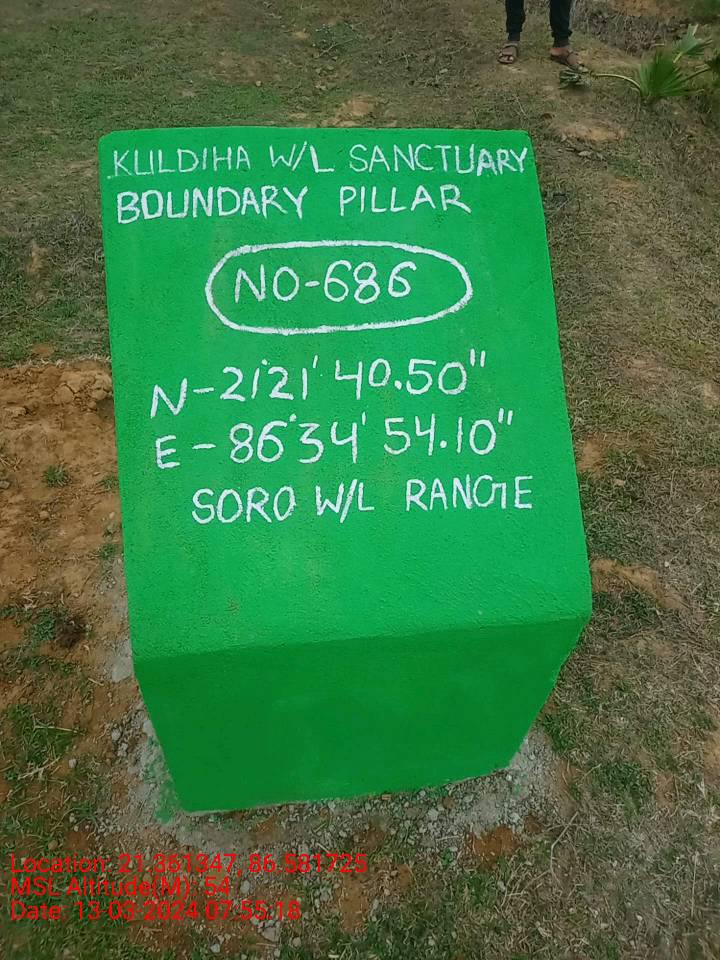 KULDIHA W/L SANCTUARY
BOUNDARY PILLAR
NO-686
N-21°21' 40.50"
E-86°34' 54.10"
SORO W/L RANGE
Location: 21.361347, 86.581725
MSL Altitude(M): 54
Date: 13-03-2024 07:55:18